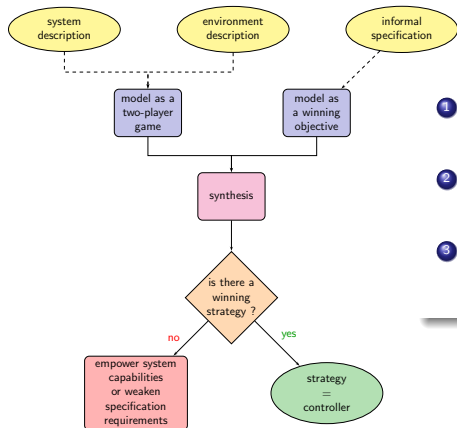 system
description
environment
description
informal
specification
model as a
two-player
game
model as
a winning
objective
1
synthesis
2
3
is there a
winning
strategy ?
no
yes
empower system
capabilities
or weaken
specification
requirements
strategy
=
controller